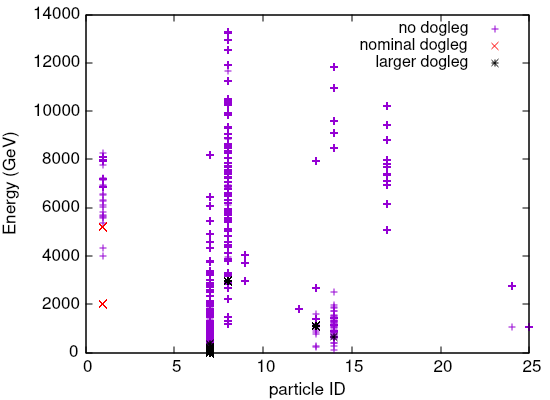 14000
no dogleg
nominal dogleg
larger dogleg
12000
10000
8000
6000
4000
2000
0
Energy (GeV)
0 5 10 15 20 25
particle ID